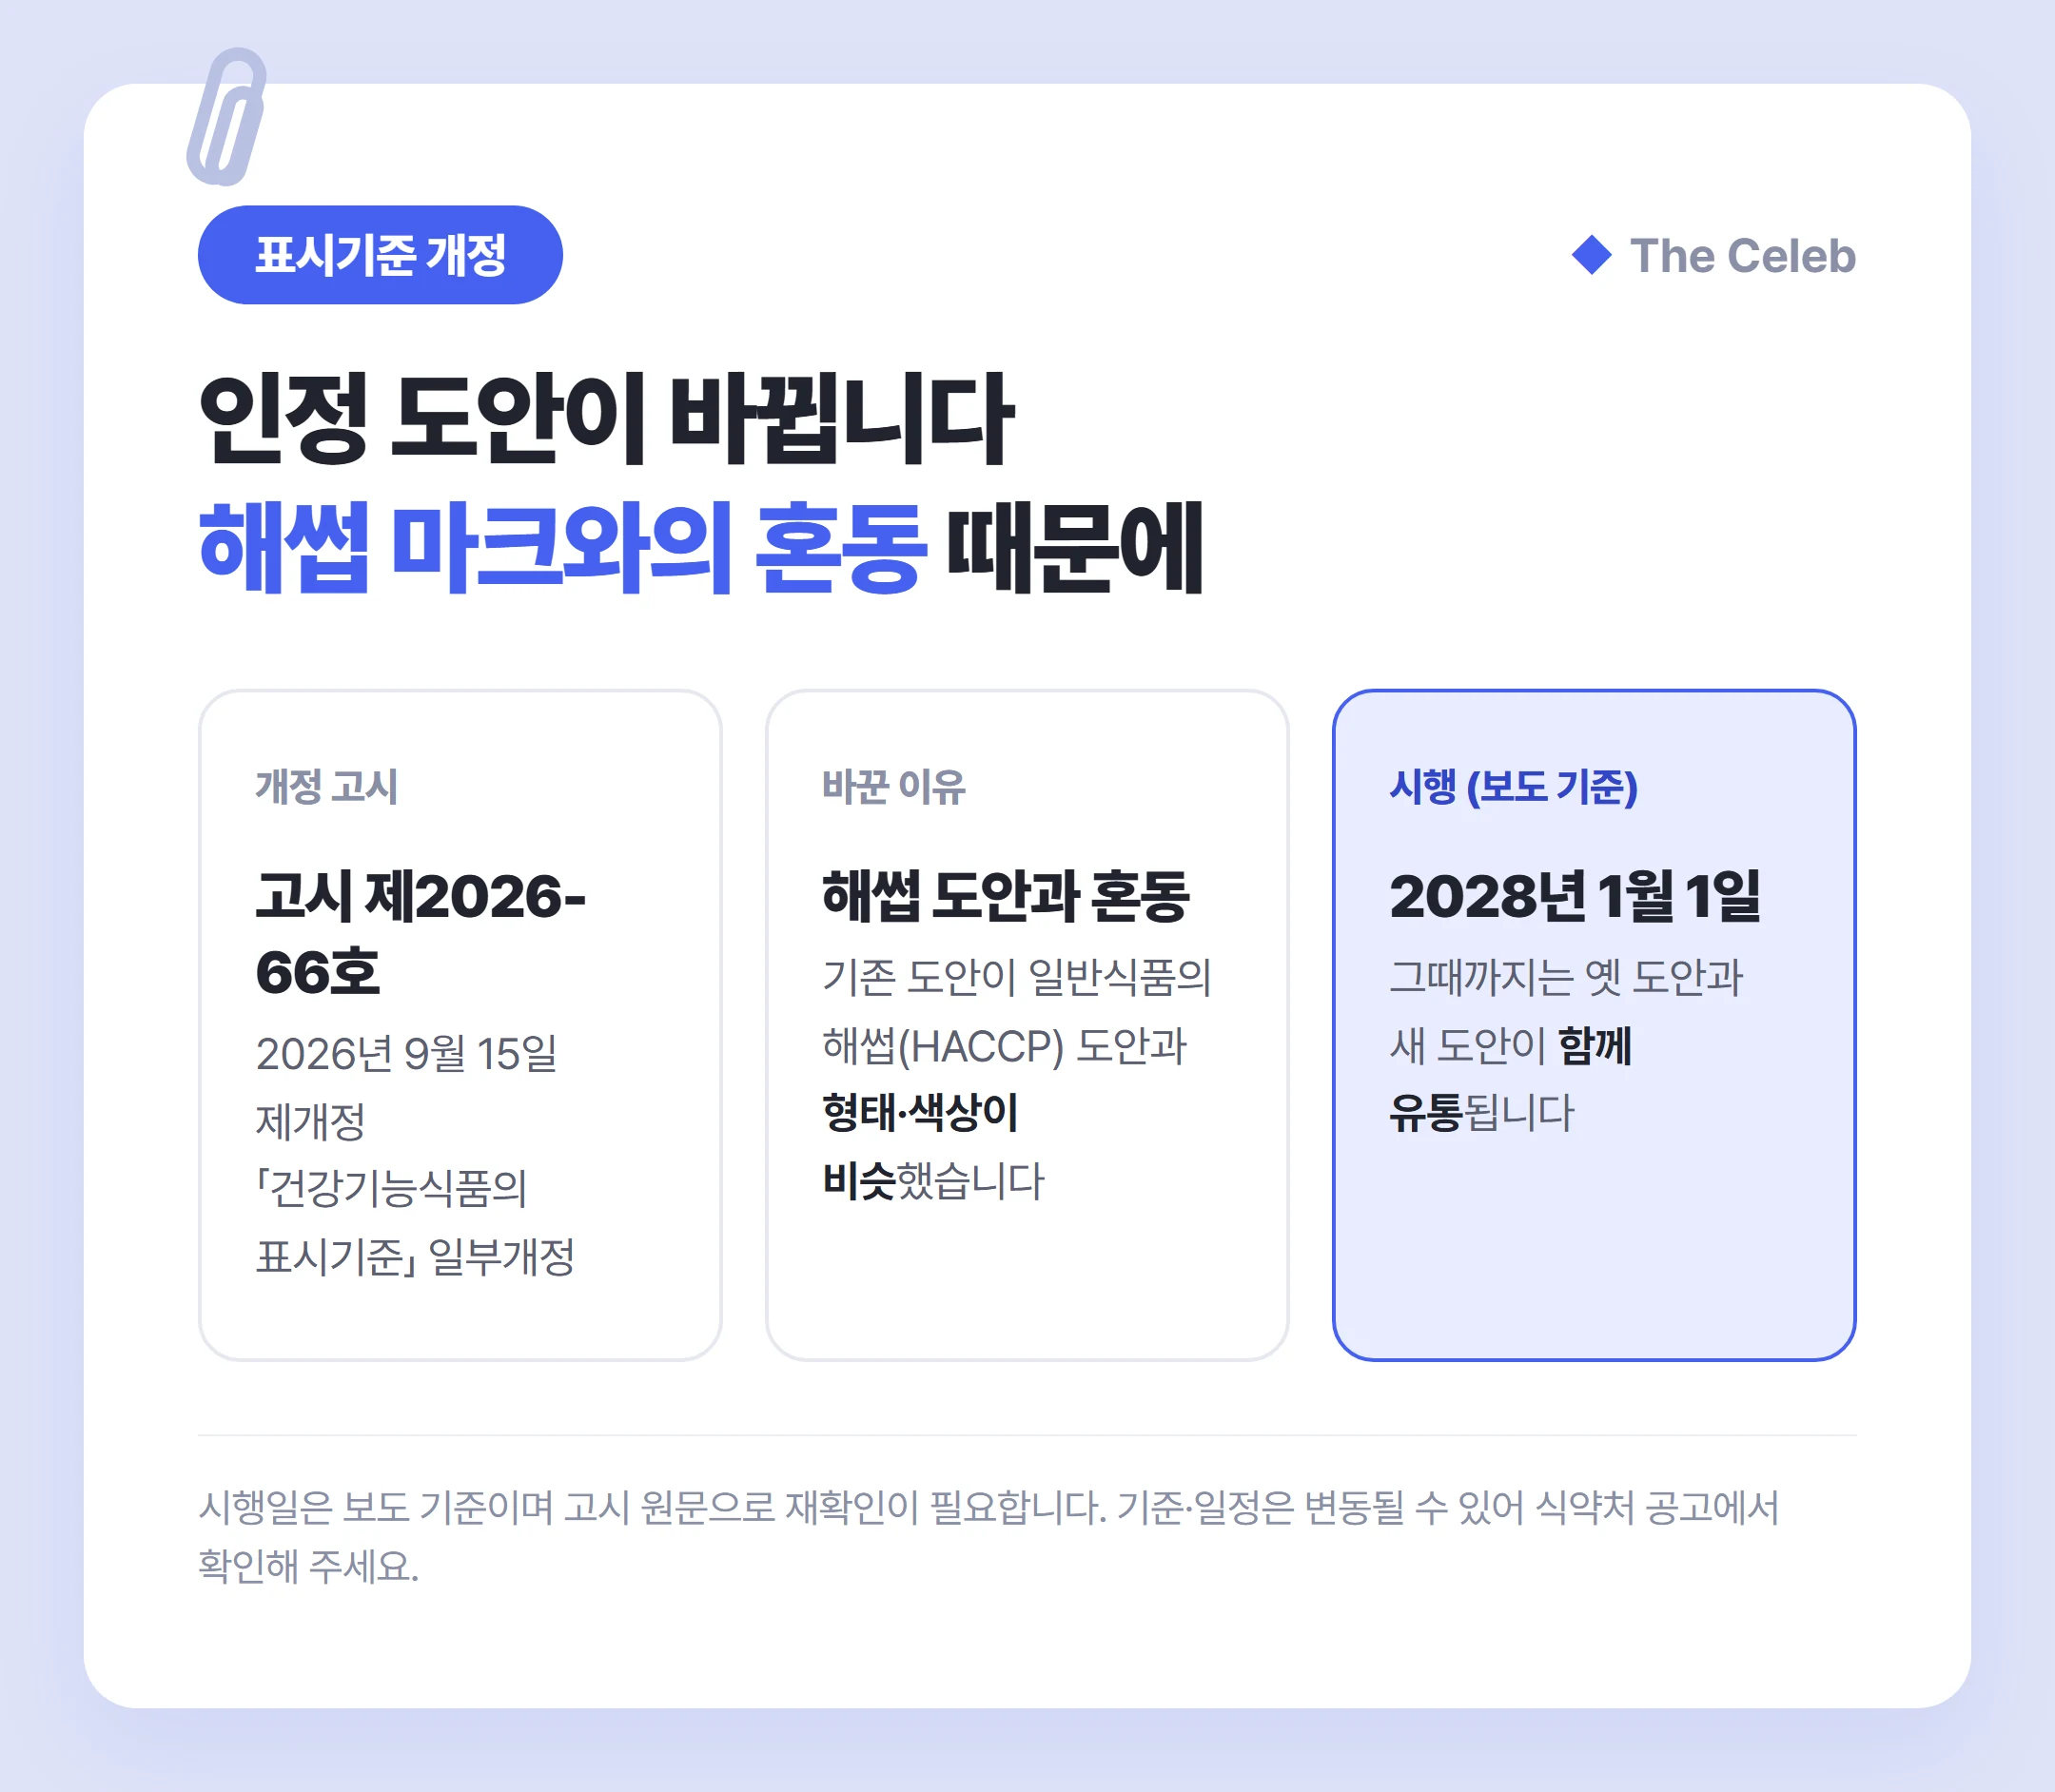 표시기준 개정
The Celeb
인정 도안이 바뀝니다
해썹 마크와의 혼동 때문에
개정 고시
고시 제2026-
66호
2026년 9월 15일
제개정
「건강기능식품의
표시기준」 일부개정
바꾼 이유
해썹 도안과 혼동
기존 도안이 일반식품의
해썹(HACCP) 도안과
형태·색상이
비슷했습니다
시행 (보도 기준)
2028년 1월 1일
그때까지는 옛 도안과
새 도안이 함께
유통됩니다
시행일은 보도 기준이며 고시 원문으로 재확인이 필요합니다. 기준·일정은 변동될 수 있어 식약처 공고에서
확인해 주세요.